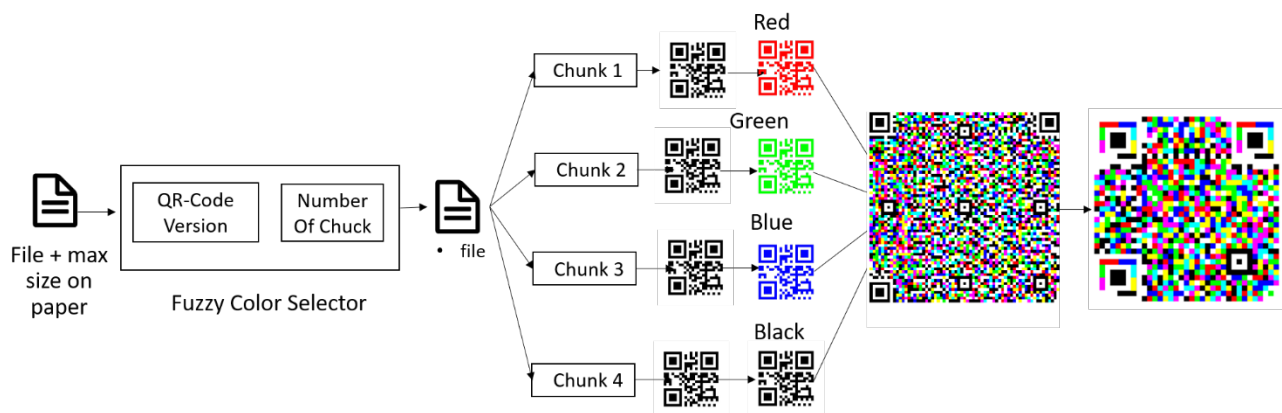 File + max
size on
paper
QR-Code
Version
Number
Of Chuck
Fuzzy Color Selector
• file
Chunk 1
Chunk 2
Chunk 3
Chunk 4
Red
Green
Blue
Black